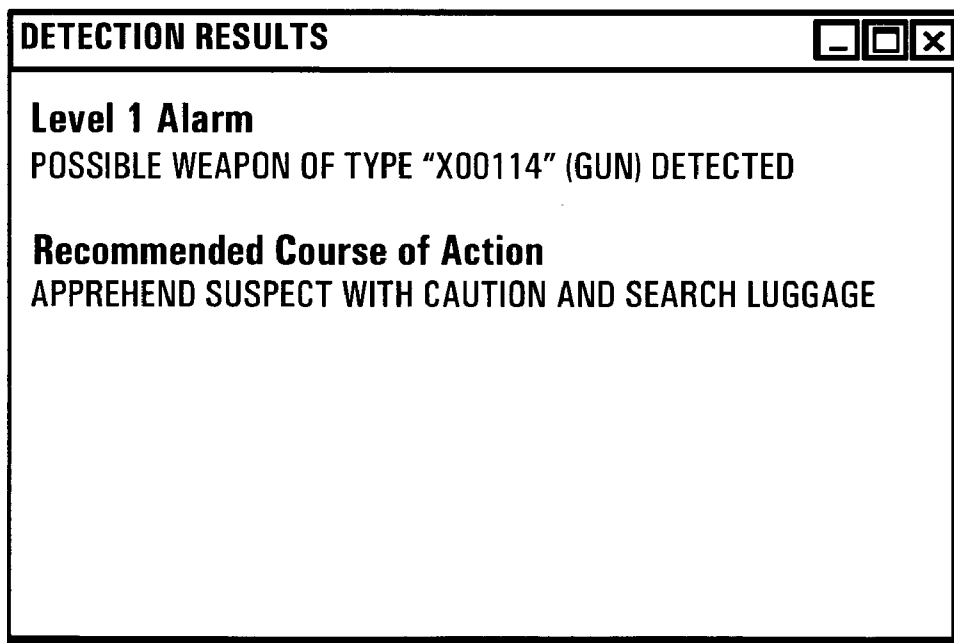 DETECTION RESULTS
Level 1 Alarm
POSSIBLE WEAPON OF TYPE “X00114” (GUN) DETECTED
Recommended Course of Action
APPREHEND SUSPECT WITH CAUTION AND SEARCH LUGGAGE